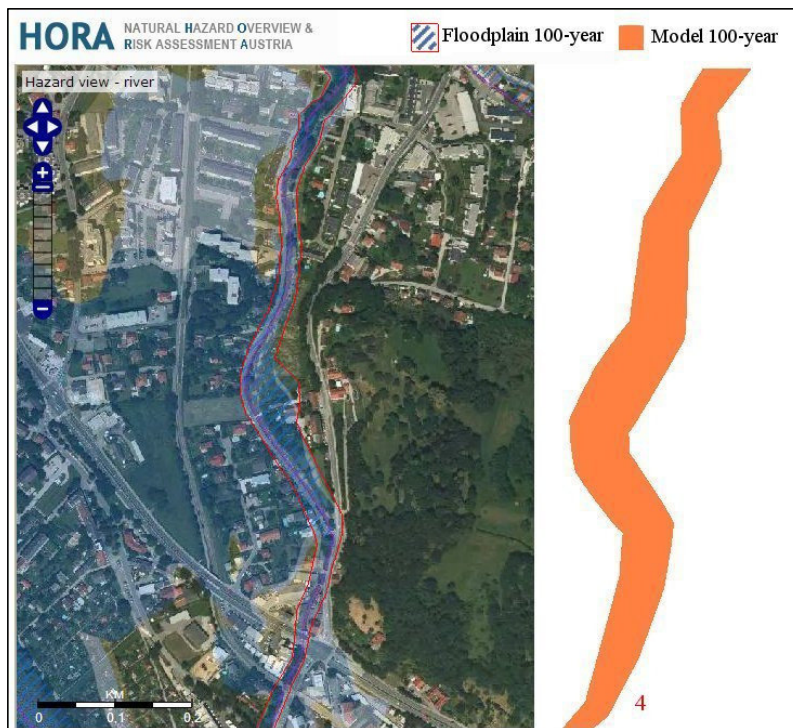 HORA NATURAL HAZARD OVERVIEW &
RISK ASSESSMENT AUSTRIA
Floodplain 100-year
Model 100-year
Hazard view - river
KM
0 0.1 0.2
4